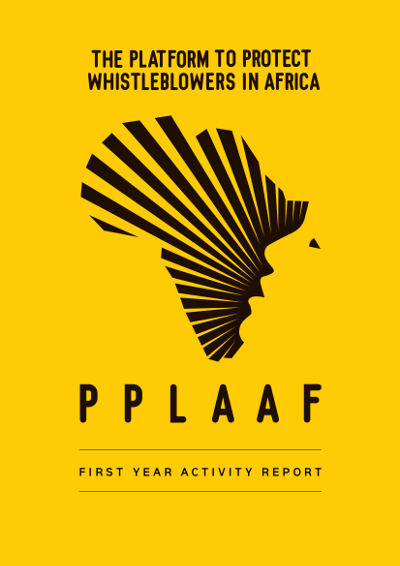 THE PLATFORM TO PROTECT
WHISTLEBLOWERS IN AFRICA
PPLAAF
FIRST YEAR ACTIVITY REPORT